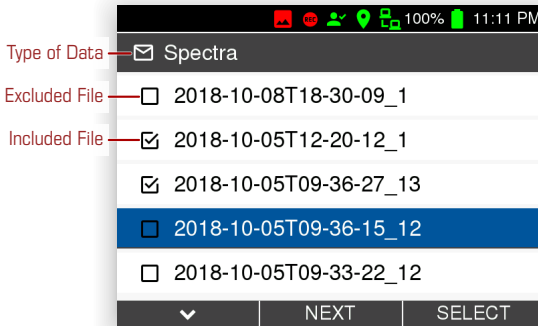 100% 11:11 PM
Type of Data
Spectra
Excluded File
2018-10-08T18-30-09_1
Included File
2018-10-05T12-20-12_1
2018-10-05T09-36-27_13
2018-10-05T09-36-15_12
2018-10-05T09-33-22_12
NEXT
SELECT